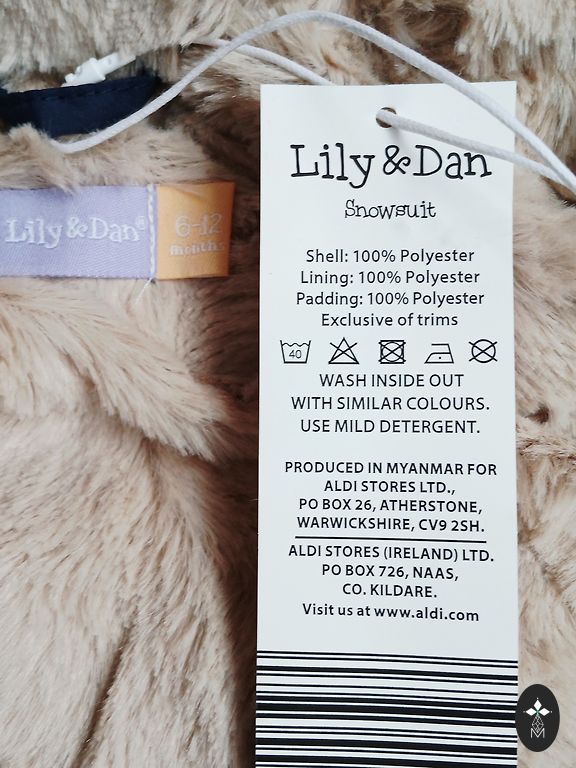 Lily & Dan
Snowsuit
Shell: 100% Polyester
Lining: 100% Polyester
Padding: 100% Polyester
Exclusive of trims
40
WASH INSIDE OUT
WITH SIMILAR COLOURS.
USE MILD DETERGENT.
PRODUCED IN MYANMAR FOR
ALDI STORES LTD.,
PO BOX 26, ATHERSTONE,
WARWICKSHIRE, CV9 2SH.
ALDI STORES (IRELAND) LTD.
PO BOX 726, NAAS,
CO. KILDARE.
Visit us at www.aldi.com
Lily & Dan®
6-12
months
M